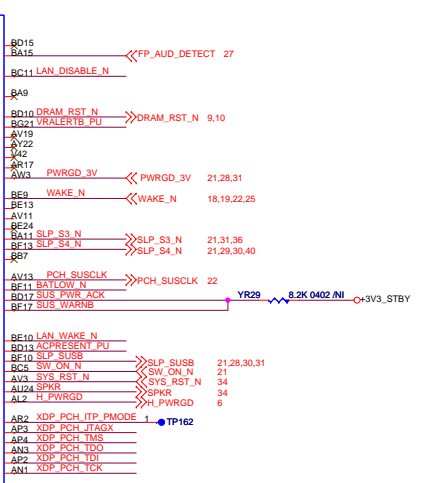 BD15
BA15 FP_AUD_DETECT 27
BC11 LAN_DISABLE_N
BA9
BD10 DRAM_RST_N DRAM_RST_N 9,10
BG21 VRALERTB_PU
AV19
AY22
V42
AR17
AW3 PWRGD_3V PWRGD_3V 21,28,31
BE9 WAKE_N WAKE_N 18,19,22,25
BE13
AV11
BE24
BA11 SLP_S3_N SLP_S3_N 21,31,36
BF13 SLP_S4_N SLP_S4_N 21,29,30,40
BB7
AV13 PCH_SUSCLK PCH_SUSCLK 22
BF11 BATLOW_N
BD17 SUS_PWR_ACK YR29 8.2K 0402 /NI +3V3_STBY
BF17 SUS_WARNB
BE10 LAN_WAKE_N
BD13 ACPRESENT_PU
BF10 SLP_SUSB SLP_SUSB 21,28,30,31
BC5 SW_ON_N SW_ON_N 21
AV3 SYS_RST_N SYS_RST_N 34
AU24 SPKR SPKR 34
AL2 H_PWRGD H_PWRGD 6
AR2 XDP_PCH_ITP_PMODE 1 TP162
AP3 XDP_PCH_JTAGX
AP4 XDP_PCH_TMS
AN3 XDP_PCH_TDO
AP2 XDP_PCH_TDI
AN1 XDP_PCH_TCK